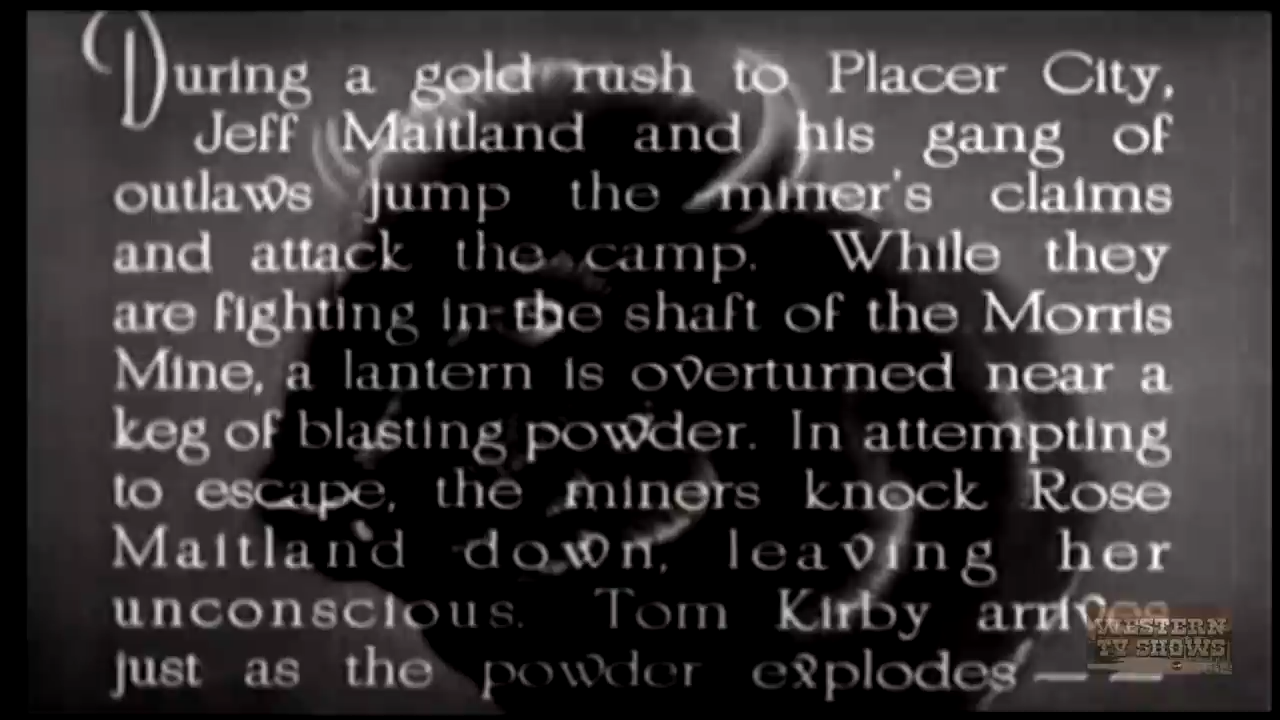 During a gold rush to Placer City,
Jeff Maitland and his gang of
outlaws jump the miner's claims
and attack the camp. While they
are fighting in the shaft of the Morris
Mine, a lantern is overturned near a
keg of blasting powder. In attempting
to escape, the miners knock Rose
Maitland down, leaving her
unconscious. Tom Kirby arrives
just as the powder explodes — —
WESTERN
TV SHOWS